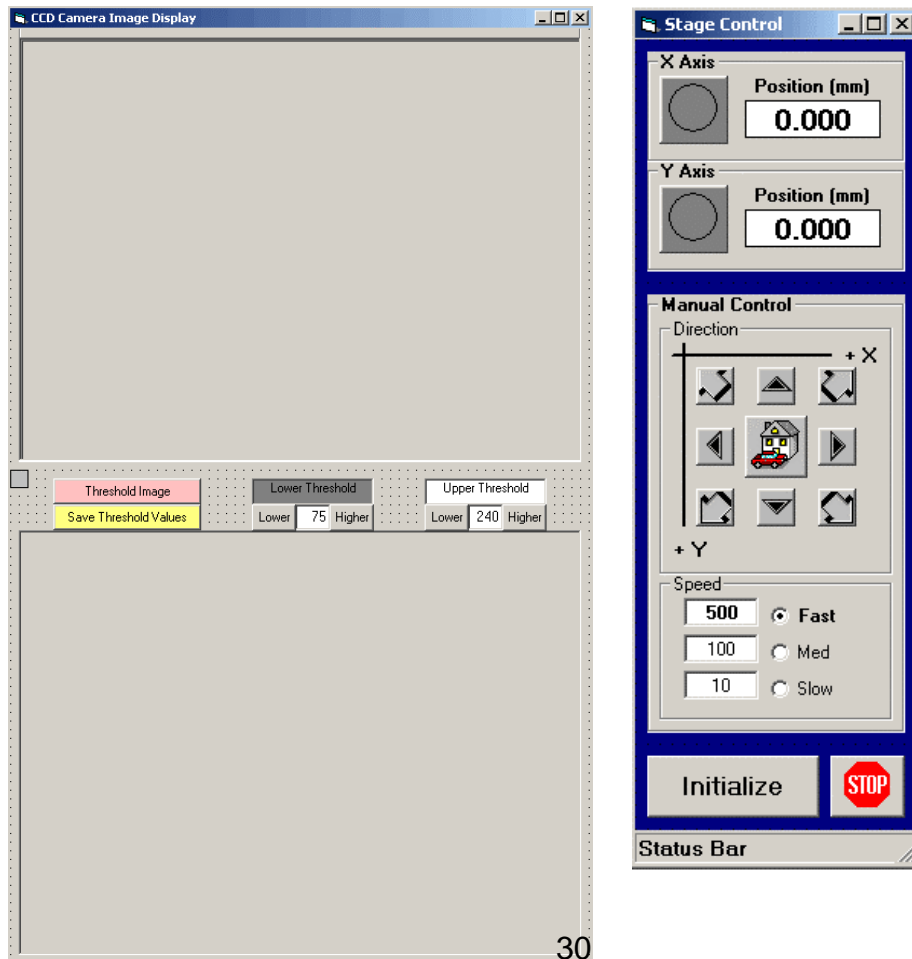 CCD Camera Image Display
Threshold Image
Lower Threshold
Upper Threshold
Save Threshold Values
Lower 75 Higher
Lower 240 Higher
30
Stage Control
X Axis
Position (mm)
0.000
Y Axis
Position (mm)
0.000
Manual Control
Direction
+ X
+ Y
Speed
500 Fast
100 Med
10 Slow
Initialize
STOP
Status Bar